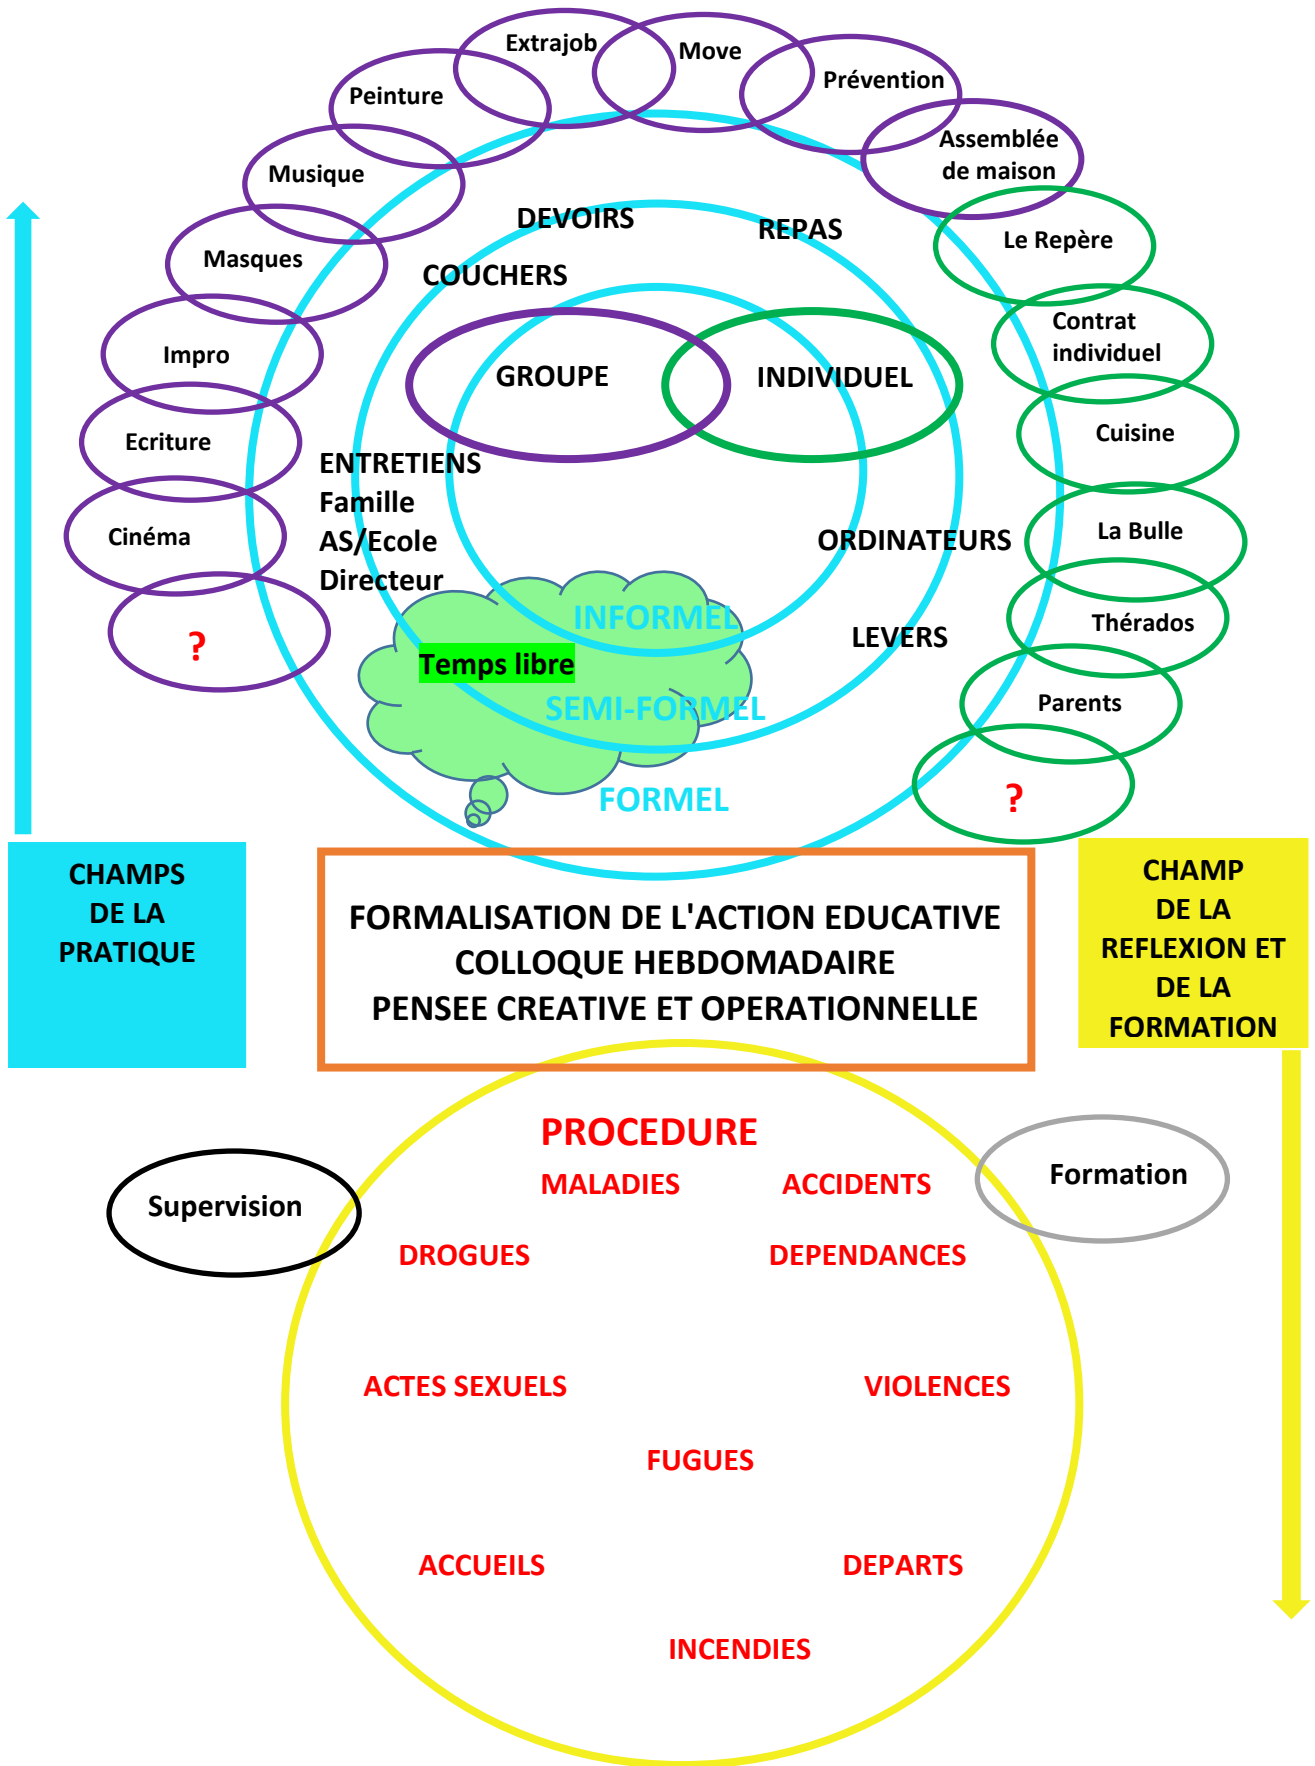 Extrajob
Move
Prévention
Peinture
Assemblée
de maison
Musique
DEVOIRS
REPAS
Le Repère
Masques
COUCHERS
Contrat
individuel
Impro
GROUPE
INDIVIDUEL
Cuisine
Ecriture
ENTRETIENS
Famille
AS/Ecole
Directeur
Cinéma
ORDINATEURS
La Bulle
INFORMEL
Thérados
?
Temps libre
LEVERS
SEMI-FORMEL
Parents
FORMEL
?
CHAMPS
DE LA
PRATIQUE
FORMALISATION DE L'ACTION EDUCATIVE
COLLOQUE HEBDOMADAIRE
PENSEE CREATIVE ET OPERATIONNELLE
CHAMP
DE LA
REFLEXION ET
DE LA
FORMATION
PROCEDURE
MALADIES
ACCIDENTS
Supervision
Formation
DROGUES
DEPENDANCES
ACTES SEXUELS
VIOLENCES
FUGUES
ACCUEILS
DEPARTS
INCENDIES